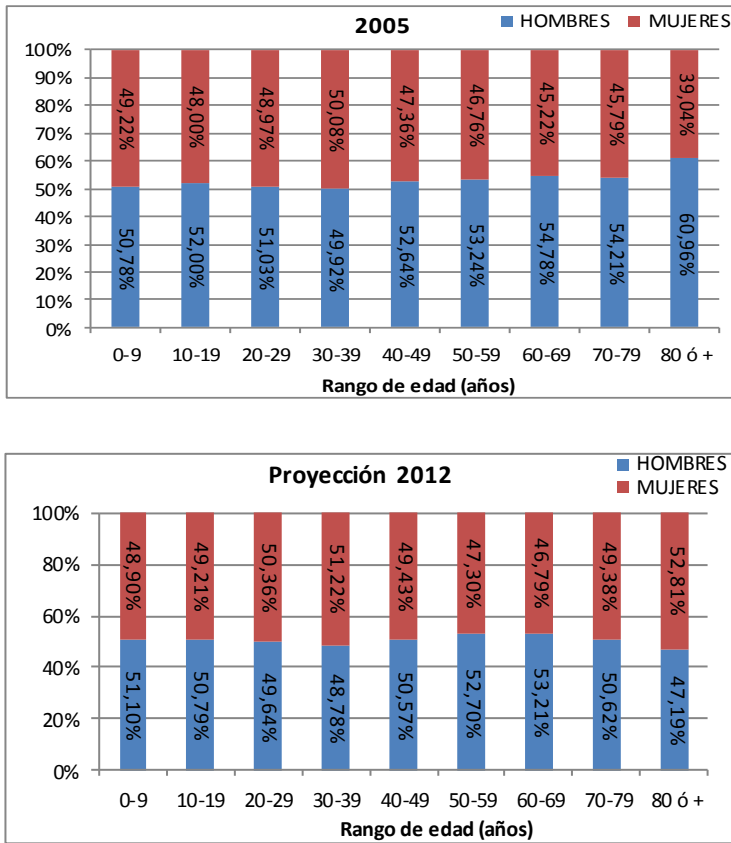 2005
HOMBRES MUJERES
100%
90%
80%
70%
60%
50%
40%
30%
20%
10%
0%
49,22% 48,00% 48,97% 50,08% 47,36% 46,76% 45,22% 45,79% 39,04%
50,78% 52,00% 51,03% 49,92% 52,64% 53,24% 54,78% 54,21% 60,96%
0-9 10-19 20-29 30-39 40-49 50-59 60-69 70-79 80 ó +
Rango de edad (años)
Proyección 2012
HOMBRES
MUJERES
100%
80%
60%
40%
20%
0%
48,90% 49,21% 50,36% 51,22% 49,43% 47,30% 46,79% 49,38% 52,81%
51,10% 50,79% 49,64% 48,78% 50,57% 52,70% 53,21% 50,62% 47,19%
0-9 10-19 20-29 30-39 40-49 50-59 60-69 70-79 80 ó +
Rango de edad (años)